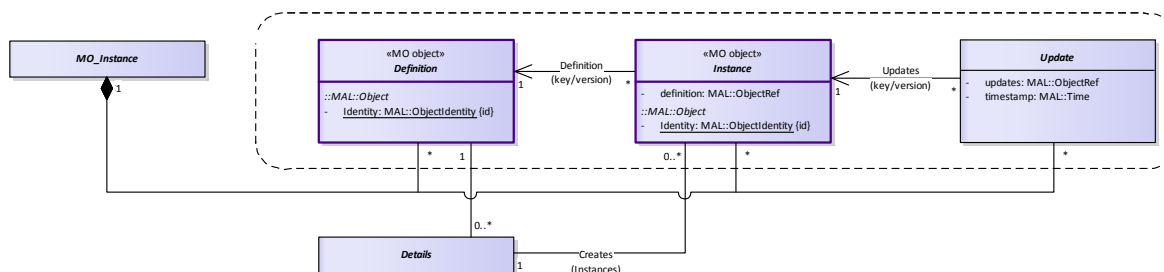 MO_Instance
1
«MO object»
Definition
::MAL::Object
- Identity: MAL::ObjectIdentity {id}
Definition
(key/version)
1
*
«MO object»
Instance
- definition: MAL::ObjectRef
::MAL::Object
- Identity: MAL::ObjectIdentity {id}
Updates
(key/version)
1
*
Update
- updates: MAL::ObjectRef
- timestamp: MAL::Time
*
1
0..*
*
*
0..*
Details
1
Creates
(Instances)